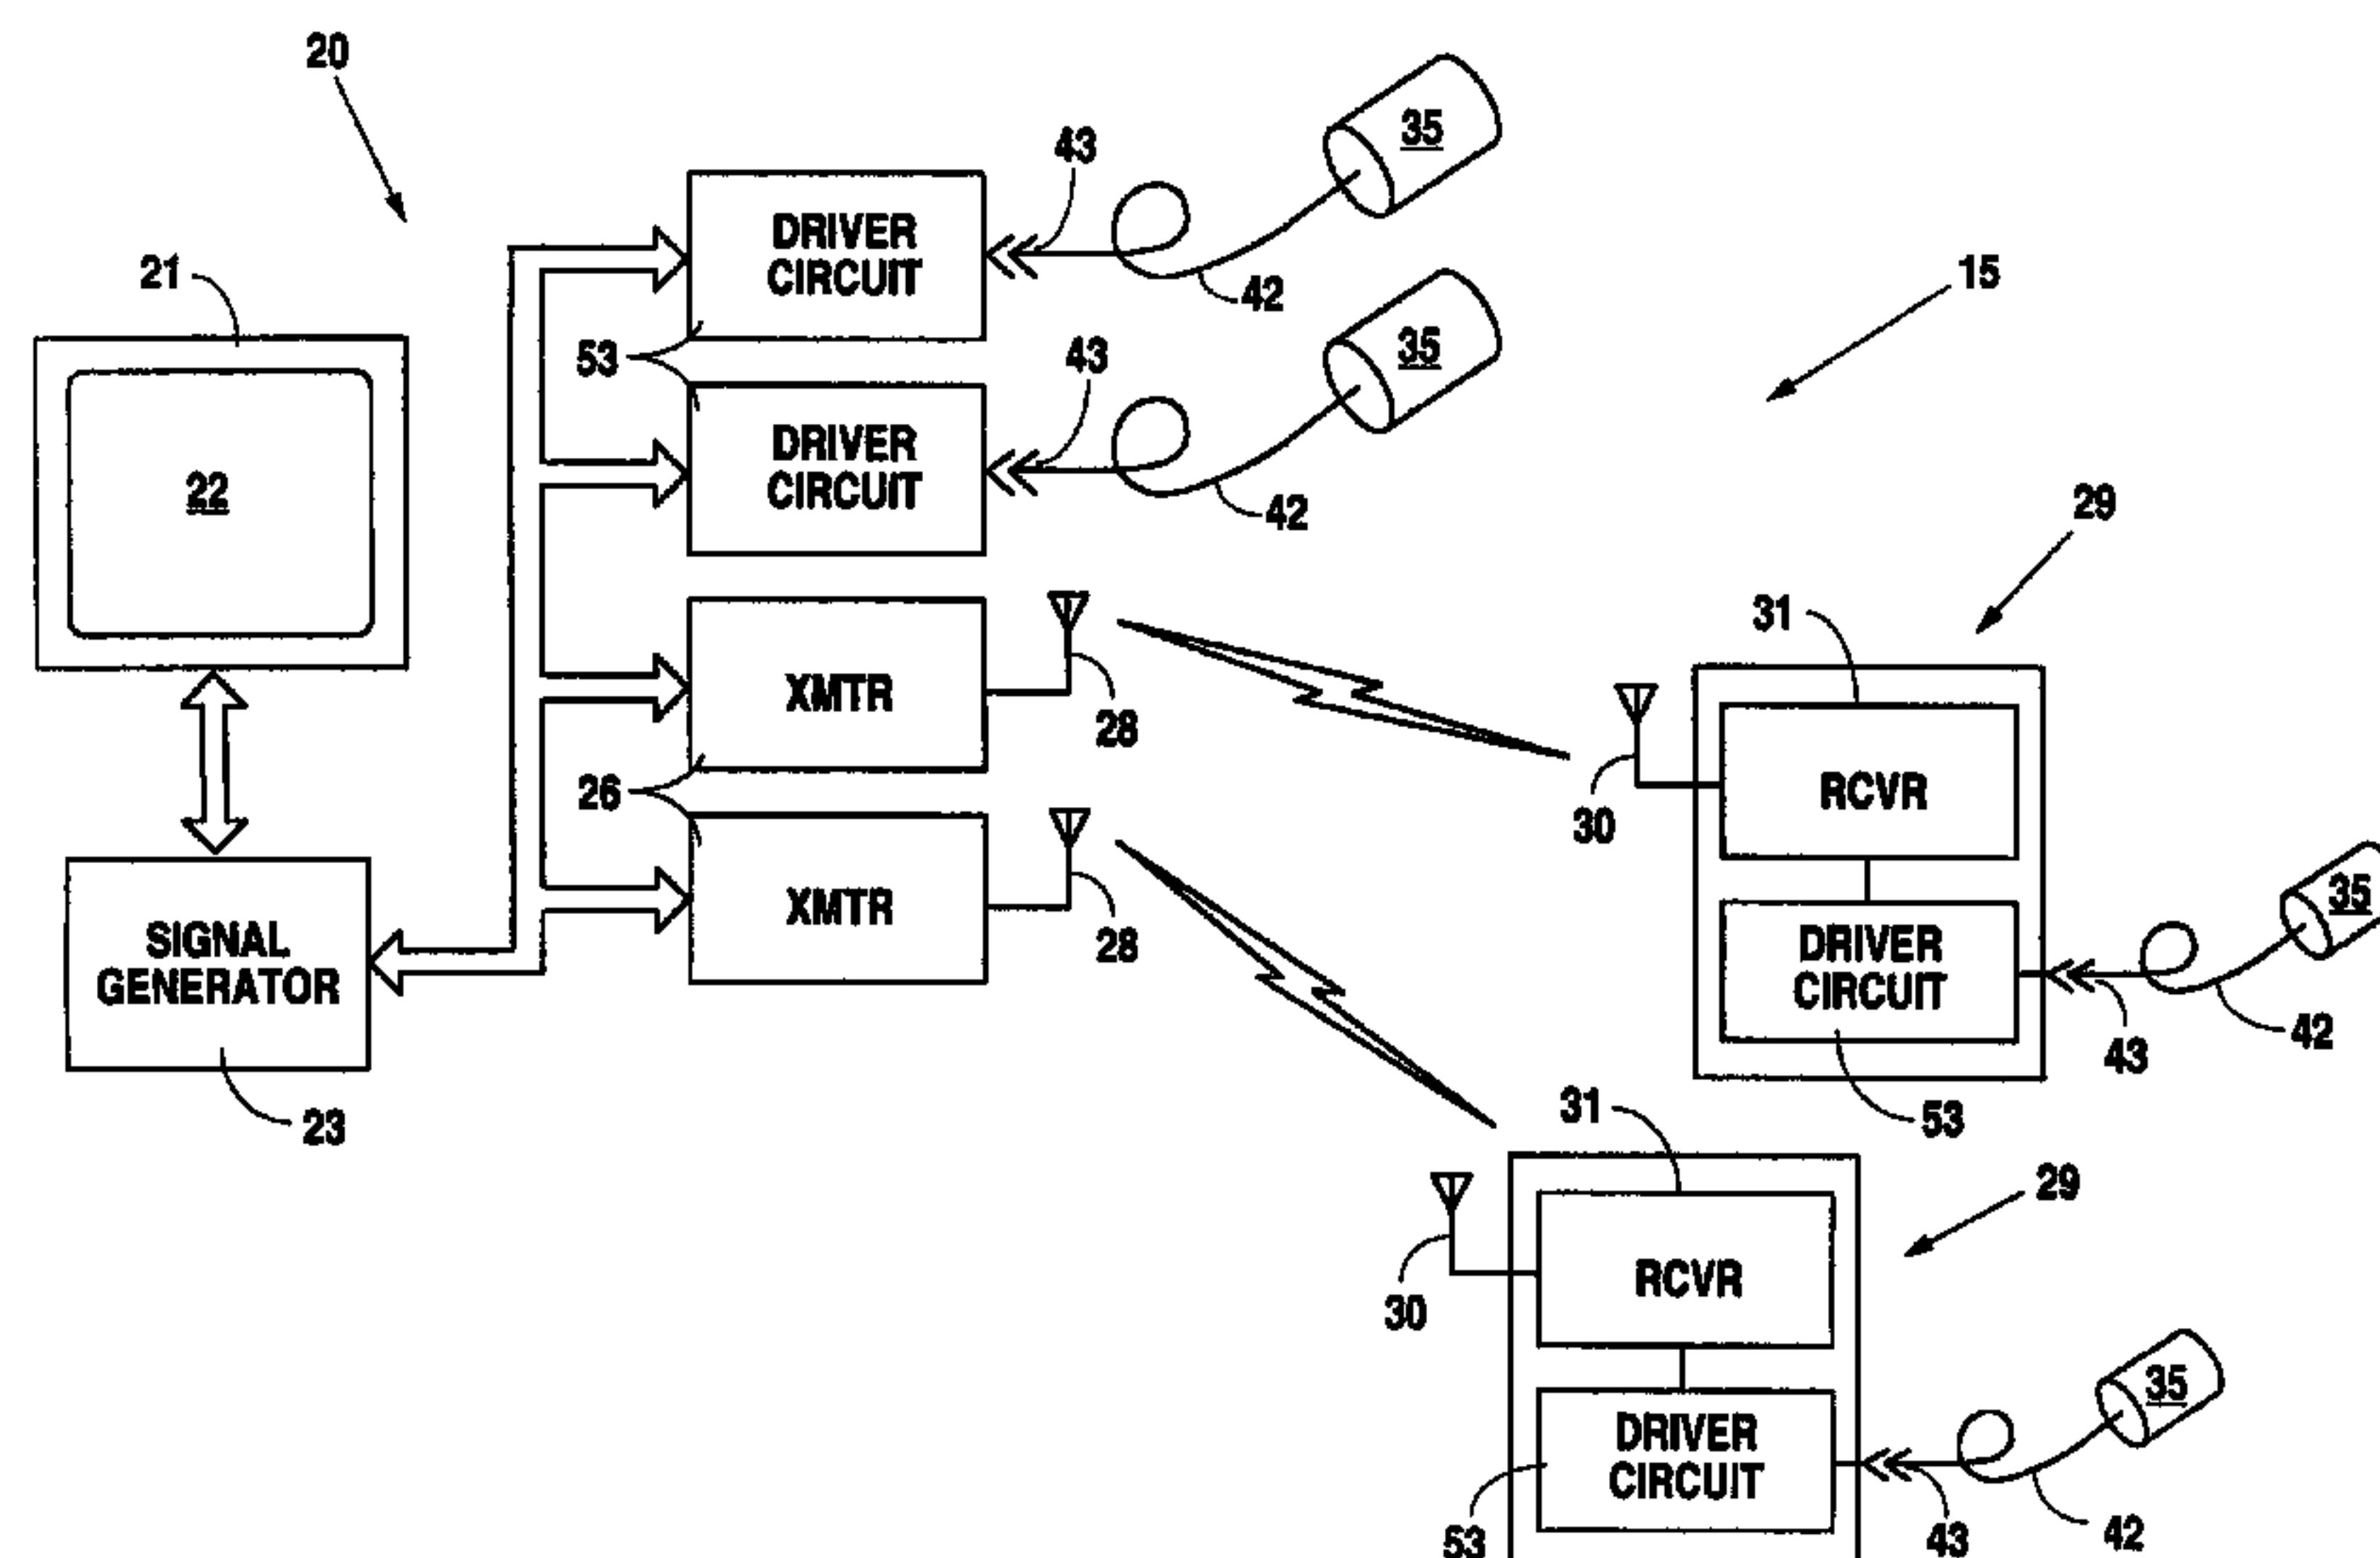 20
35
43
DRIVER
CIRCUIT
42
15
21
53
43
35
22
DRIVER
CIRCUIT
42
29
31
XMTR
28
30
RCVR
26
XMTR
28
35
SIGNAL
GENERATOR
DRIVER
CIRCUIT
42
43
53
23
31
29
RCVR
30
35
DRIVER
CIRCUIT
53
43
42